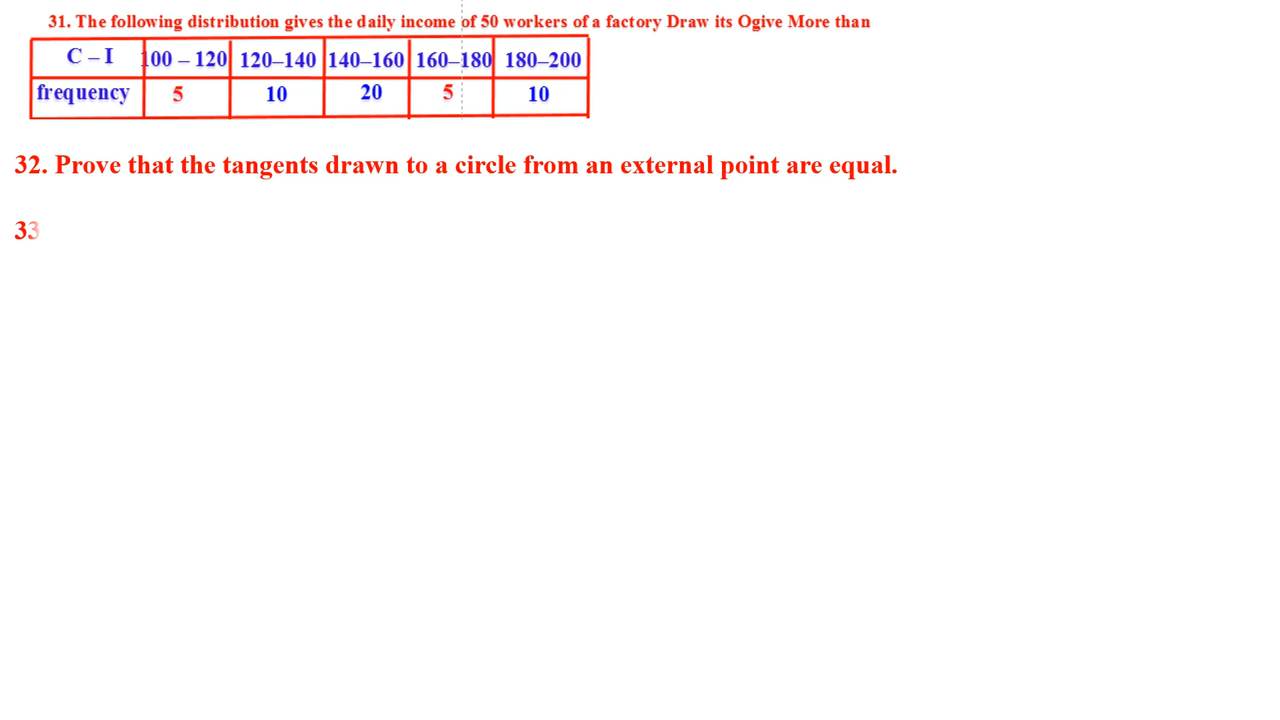 31. The following distribution gives the daily income of 50 workers of a factory Draw its Ogive More than
C – I 100 – 120 120–140 140–160 160–180 180–200
frequency 5 10 20 5 10
32. Prove that the tangents drawn to a circle from an external point are equal.
33